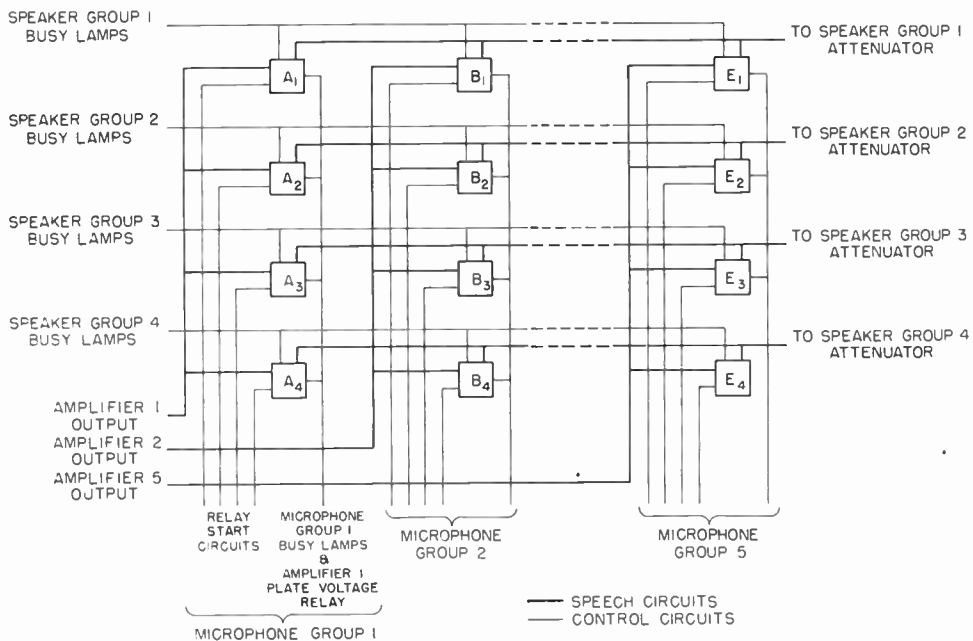 SPEAKER GROUP 1
BUSY LAMPS
TO SPEAKER GROUP 1
ATTENUATOR
A1
B1
E1
SPEAKER GROUP 2
BUSY LAMPS
TO SPEAKER GROUP 2
ATTENUATOR
A2
B2
E2
SPEAKER GROUP 3
BUSY LAMPS
TO SPEAKER GROUP 3
ATTENUATOR
A3
B3
E3
SPEAKER GROUP 4
BUSY LAMPS
TO SPEAKER GROUP 4
ATTENUATOR
A4
B4
E4
AMPLIFIER 1
OUTPUT
AMPLIFIER 2
OUTPUT
AMPLIFIER 5
OUTPUT
RELAY
START
CIRCUITS
MICROPHONE
GROUP 1
BUSY LAMPS
&
AMPLIFIER 1
PLATE VOLTAGE
RELAY
MICROPHONE
GROUP 2
MICROPHONE
GROUP 5
MICROPHONE GROUP 1
SPEECH CIRCUITS
CONTROL CIRCUITS